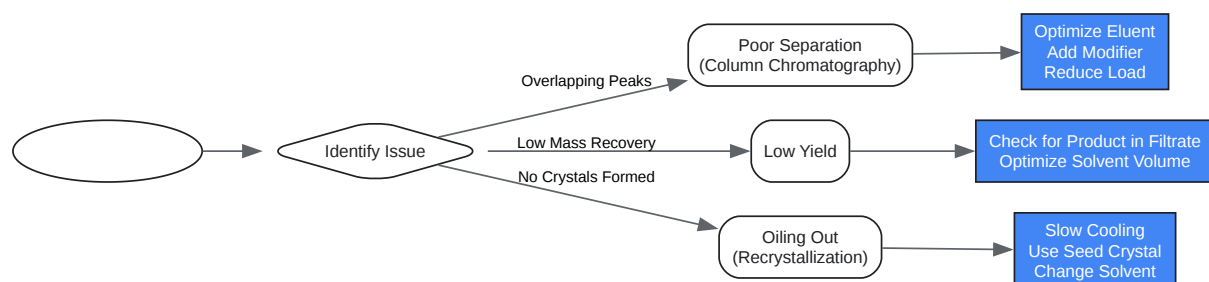 Identify Issue
Overlapping Peaks
Low Mass Recovery
No Crystals Formed
Poor Separation
(Column Chromatography)
Low Yield
Oiling Out
(Recrystallization)
Optimize Eluent
Add Modifier
Reduce Load
Check for Product in Filtrate
Optimize Solvent Volume
Slow Cooling
Use Seed Crystal
Change Solvent